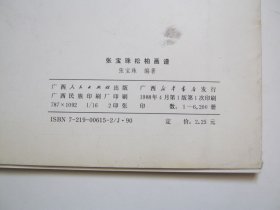 张宝珠松柏画谱
张宝珠 编著
广西人民出版社出版
广西新华书店发行
广西民族印刷厂印刷
787×1092 1/16 2印张
1988年4月第1版第1次印刷
印 数:1—6,200册
ISBN 7-219-00615-2/J·90
定 价:2.25元